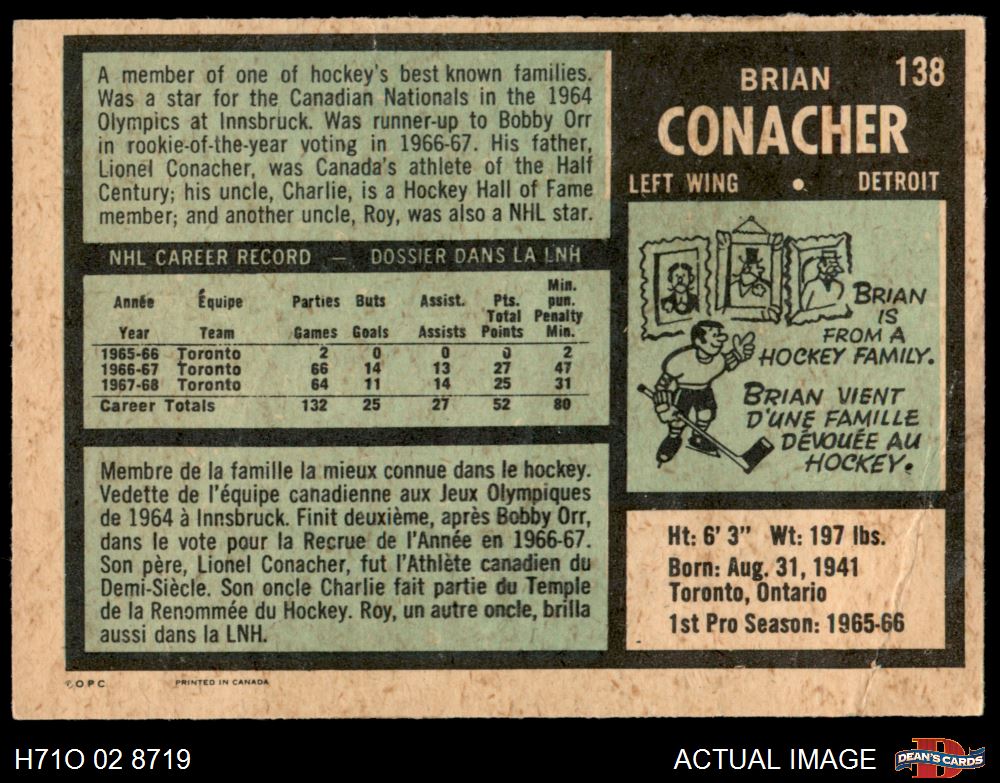 A member of one of hockey's best known families.
Was a star for the Canadian Nationals in the 1964
Olympics at Innsbruck. Was runner-up to Bobby Orr
in rookie-of-the-year voting in 1966-67. His father,
Lionel Conacher, was Canada's athlete of the Half
Century; his uncle, Charlie, is a Hockey Hall of Fame
member; and another uncle, Roy, was also a NHL star.
NHL CAREER RECORD — DOSSIER DANS LA LNH
Année Équipe Parties Buts Assist. Pts. Total Min. pun.
Year Team Games Goals Assists Points Penalty Min.
1965-66 Toronto 2 0 0 0 2
1966-67 Toronto 66 14 13 27 47
1967-68 Toronto 64 11 14 25 31
Career Totals 132 25 27 52 80
Membre de la famille la mieux connue dans le hockey.
Vedette de l'équipe canadienne aux Jeux Olympiques
de 1964 à Innsbruck. Finit deuxième, après Bobby Orr,
dans le vote pour la Recrue de l'Année en 1966-67.
Son père, Lionel Conacher, fut l'Athlète canadien du
Demi-Siècle. Son oncle Charlie fait partie du Temple
de la Renommée du Hockey. Roy, un autre oncle, brilla
aussi dans la LNH.
BRIAN 138
CONACHER
LEFT WING • DETROIT
BRIAN
IS
FROM A
HOCKEY FAMILY.
BRIAN VIENT
D'UNE FAMILLE
DÉVOUÉE AU
HOCKEY.
Ht: 6' 3" Wt: 197 lbs.
Born: Aug. 31, 1941
Toronto, Ontario
1st Pro Season: 1965-66
© O P C PRINTED IN CANADA
H71O 02 8719 ACTUAL IMAGE DEAN'S CARDS